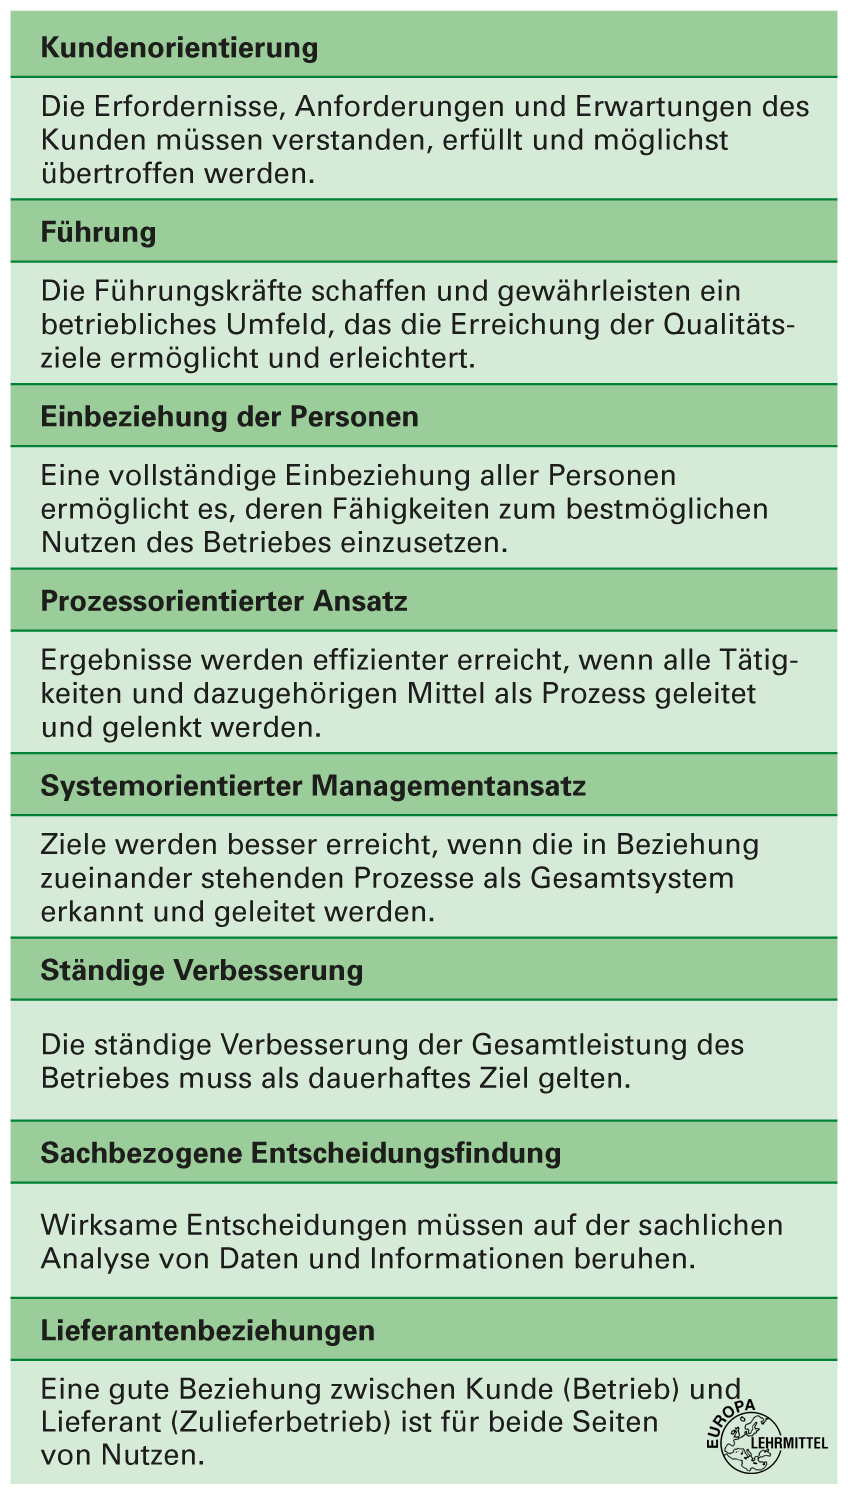 Kundenorientierung
Die Erfordernisse, Anforderungen und Erwartungen des
Kunden müssen verstanden, erfüllt und möglichst
übertroffen werden.
Führung
Die Führungskräfte schaffen und gewährleisten ein
betriebliches Umfeld, das die Erreichung der Qualitäts-
ziele ermöglicht und erleichtert.
Einbeziehung der Personen
Eine vollständige Einbeziehung aller Personen
ermöglicht es, deren Fähigkeiten zum bestmöglichen
Nutzen des Betriebes einzusetzen.
Prozessorientierter Ansatz
Ergebnisse werden effizienter erreicht, wenn alle Tätig-
keiten und dazugehörigen Mittel als Prozess geleitet
und gelenkt werden.
Systemorientierter Managementansatz
Ziele werden besser erreicht, wenn die in Beziehung
zueinander stehenden Prozesse als Gesamtsystem
erkannt und geleitet werden.
Ständige Verbesserung
Die ständige Verbesserung der Gesamtleistung des
Betriebes muss als dauerhaftes Ziel gelten.
Sachbezogene Entscheidungsfindung
Wirksame Entscheidungen müssen auf der sachlichen
Analyse von Daten und Informationen beruhen.
Lieferantenbeziehungen
Eine gute Beziehung zwischen Kunde (Betrieb) und
Lieferant (Zulieferbetrieb) ist für beide Seiten
von Nutzen.
EUROPA
LEHRMITTEL